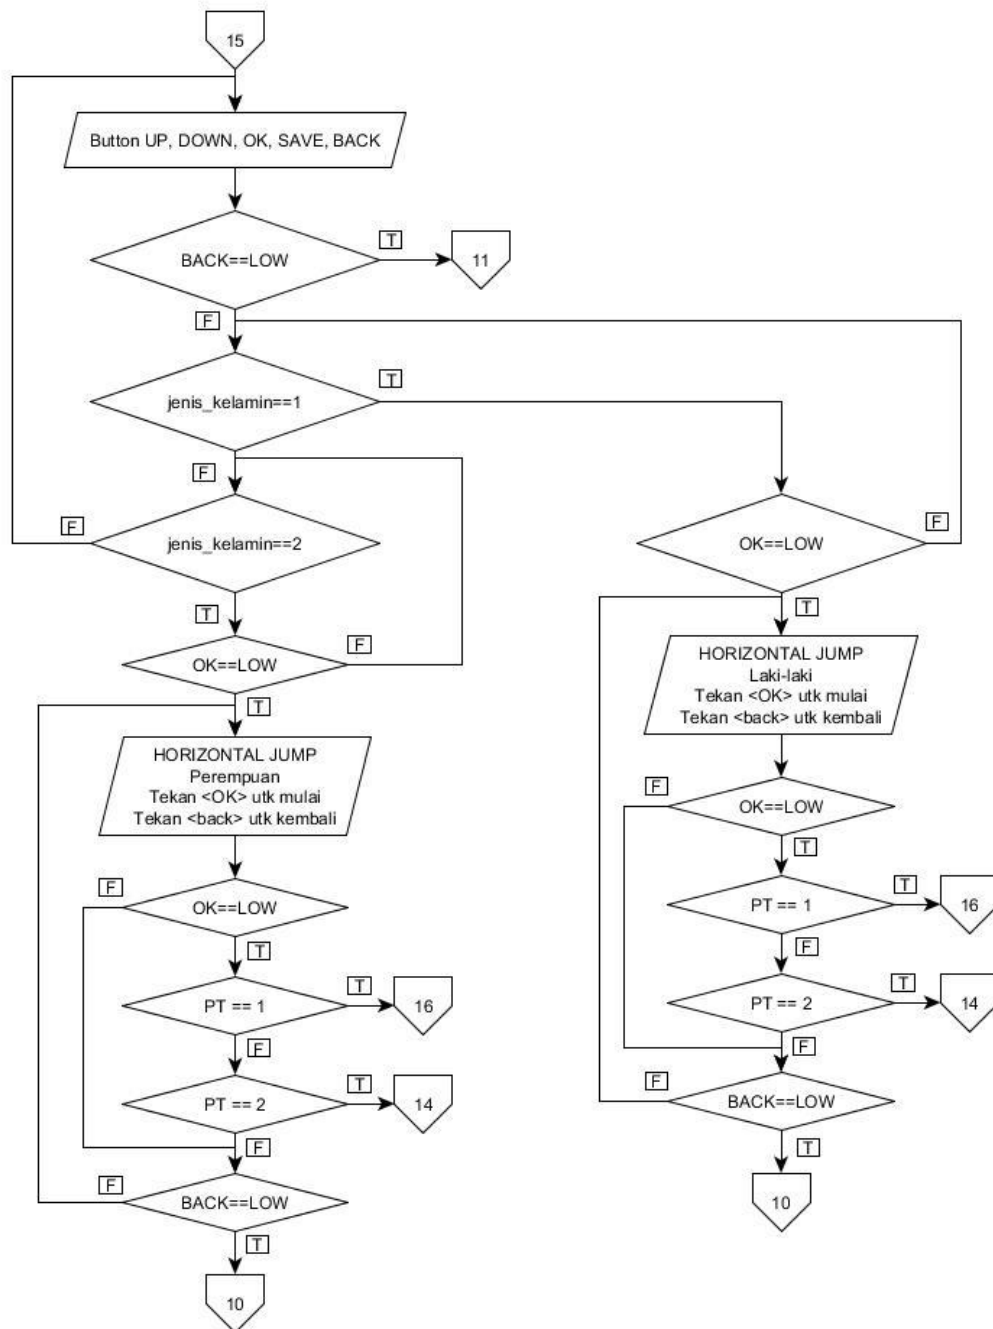 15
Button UP, DOWN, OK, SAVE, BACK
BACK==LOW
T
11
F
jenis_kelamin==1
T
F
jenis_kelamin==2
F
T
OK==LOW
F
T
HORIZONTAL JUMP
Perempuan
Tekan <OK> utk mulai
Tekan <back> utk kembali
OK==LOW
F
T
PT == 1
T
16
F
PT == 2
T
14
F
BACK==LOW
F
T
10
OK==LOW
F
T
HORIZONTAL JUMP
Laki-laki
Tekan <OK> utk mulai
Tekan <back> utk kembali
F
OK==LOW
T
PT == 1
T
16
F
PT == 2
T
14
F
F
BACK==LOW
T
10